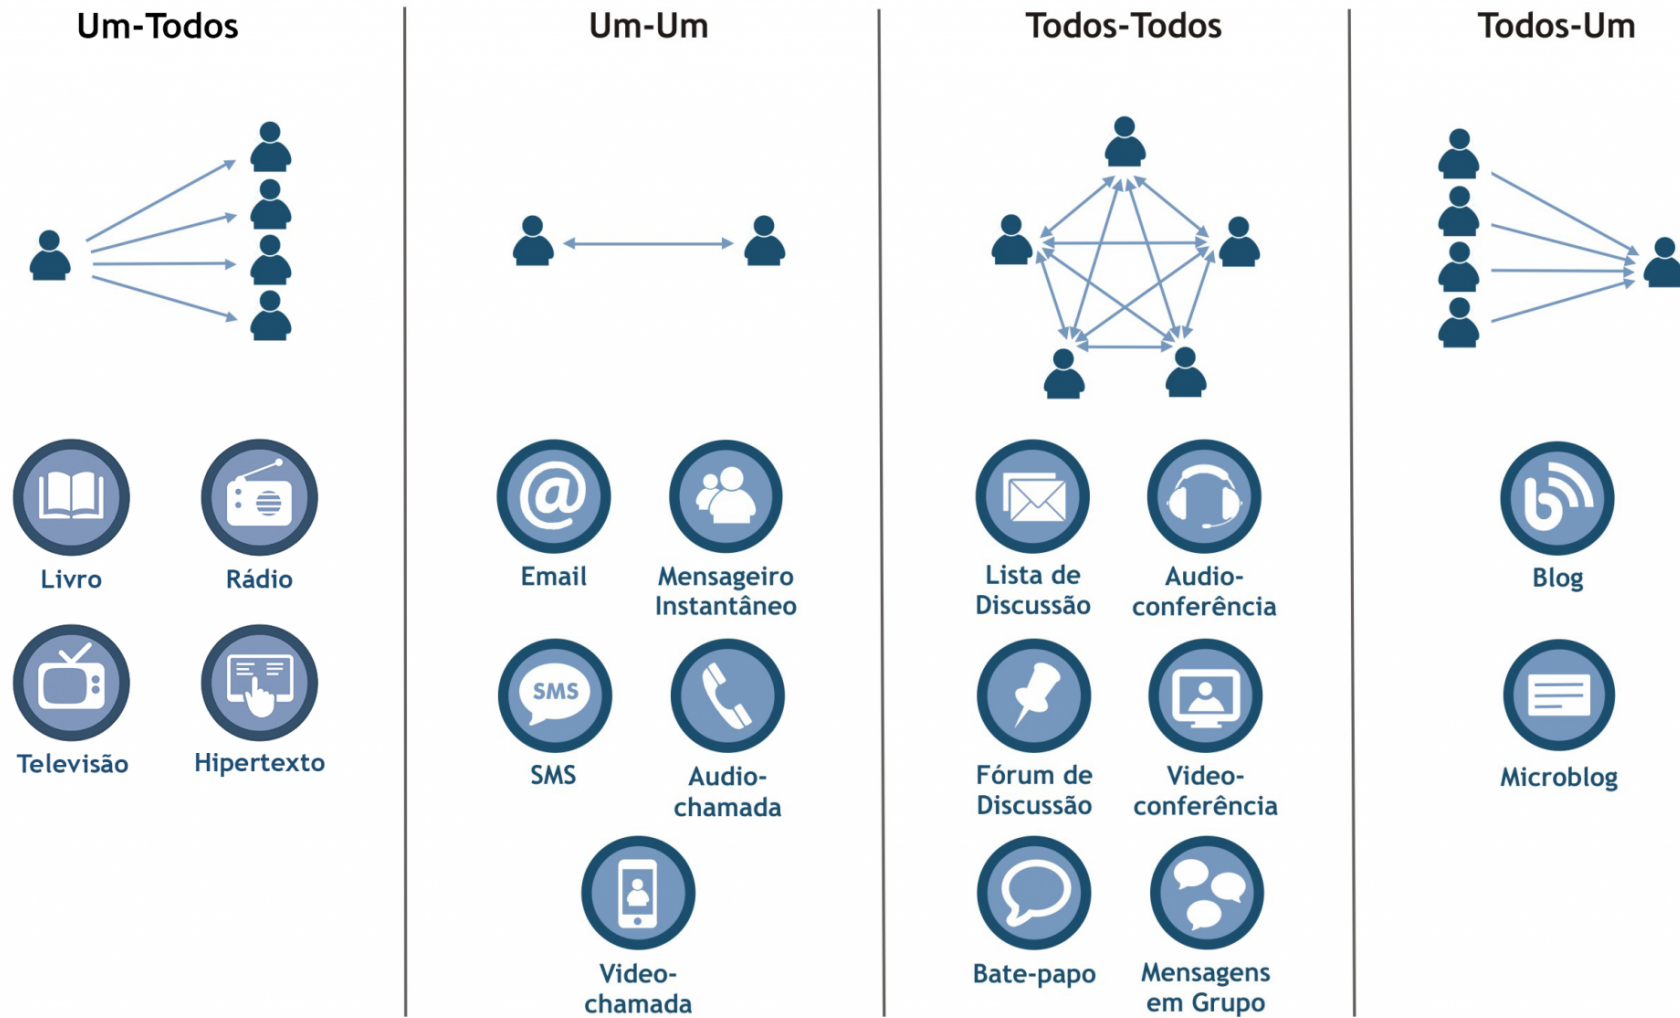 Um-Todos
Livro
Rádio
Televisão
Hipertexto
Um-Um
Email
Mensageiro
Instantâneo
SMS
SMS
Audio-
chamada
Video-
chamada
Todos-Todos
Lista de
Discussão
Audio-
conferência
Fórum de
Discussão
Video-
conferência
Bate-papo
Mensagens
em Grupo
Todos-Um
Blog
Microblog